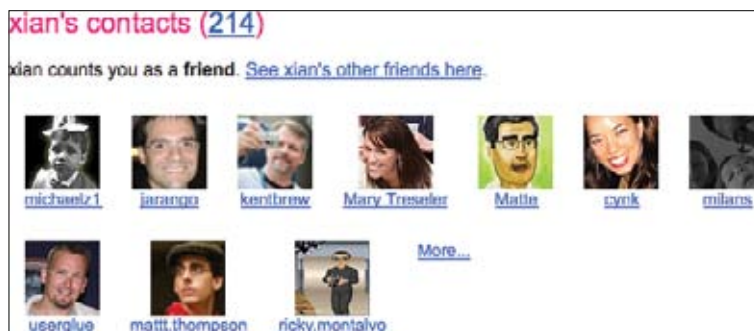 xian's contacts (214)
xian counts you as a friend. See xian's other friends here.
michaelz1 jarango kentbrew Mary Treseler Matte cynk milans
More...
userglue mattt.thompson ricky.montalvo